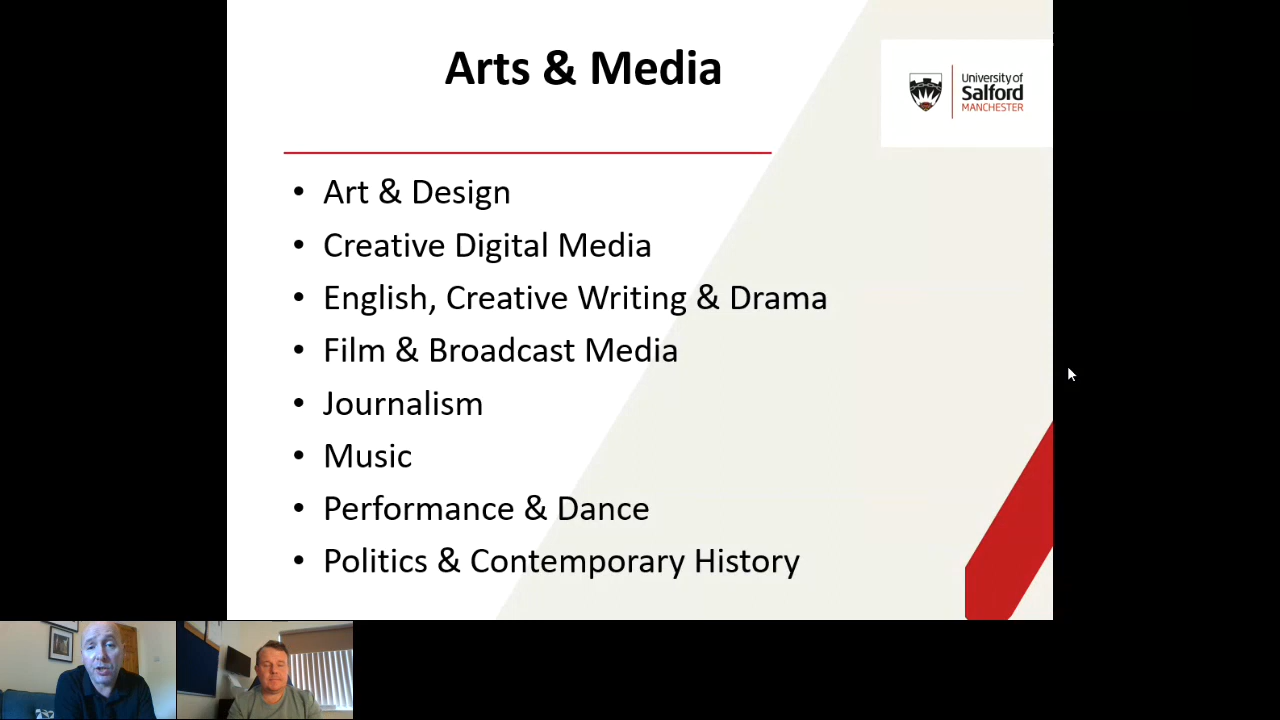 Arts & Media
University of
Salford
MANCHESTER
• Art & Design
• Creative Digital Media
• English, Creative Writing & Drama
• Film & Broadcast Media
• Journalism
• Music
• Performance & Dance
• Politics & Contemporary History